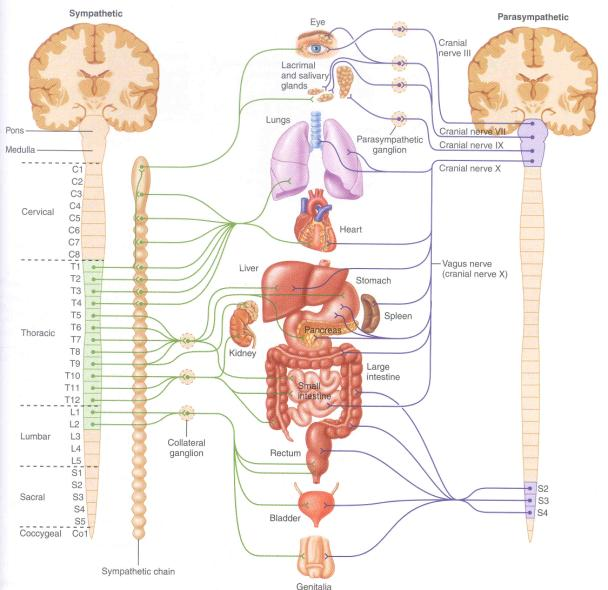 Sympathetic
Parasympathetic
Eye
Cranial
nerve III
Lacrimal
and salivary
glands
Lungs
Parasympathetic
ganglion
Cranial nerve VII
Cranial nerve IX
Cranial nerve X
Pons
Medulla
C1
C2
C3
C4
C5
C6
C7
C8
Cervical
Heart
T1
T2
T3
T4
T5
T6
T7
T8
T9
T10
T11
T12
Thoracic
Liver
Stomach
Vagus nerve
(cranial nerve X)
Spleen
Pancreas
Kidney
Large
intestine
Small
intestine
L1
L2
L3
L4
L5
Lumbar
Collateral
ganglion
Rectum
S1
S2
S3
S4
S5
Sacral
S2
S3
S4
Bladder
Coccygeal
Co1
Sympathetic chain
Genitalia